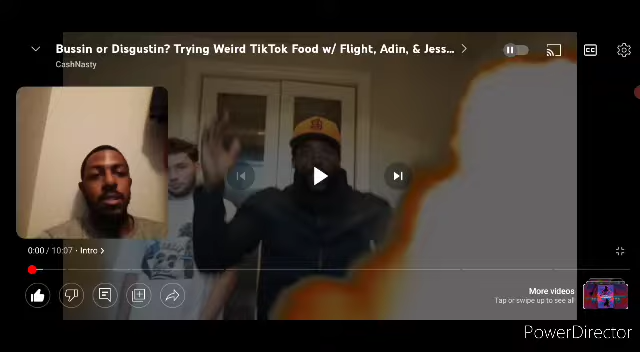 Bussin or Disgustin? Trying Weird TikTok Food w/ Flight, Adin, & Jess...
CashNasty
CC
0:00 / 10:07 · Intro
More videos
Tap or swipe up to see all
PowerDirector